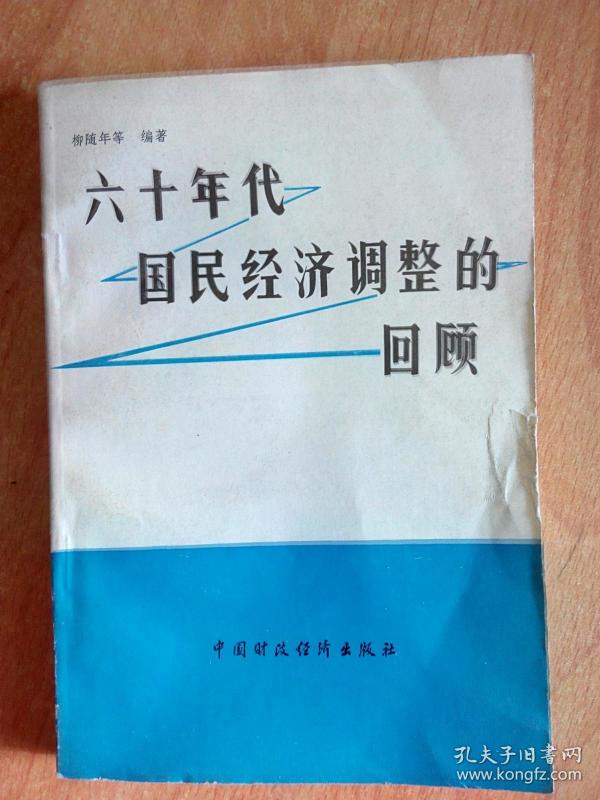 柳随年等 编著
六十年代
国民经济调整的
回顾
中国财政经济出版社
孔夫子旧书网
www.kongfz.com